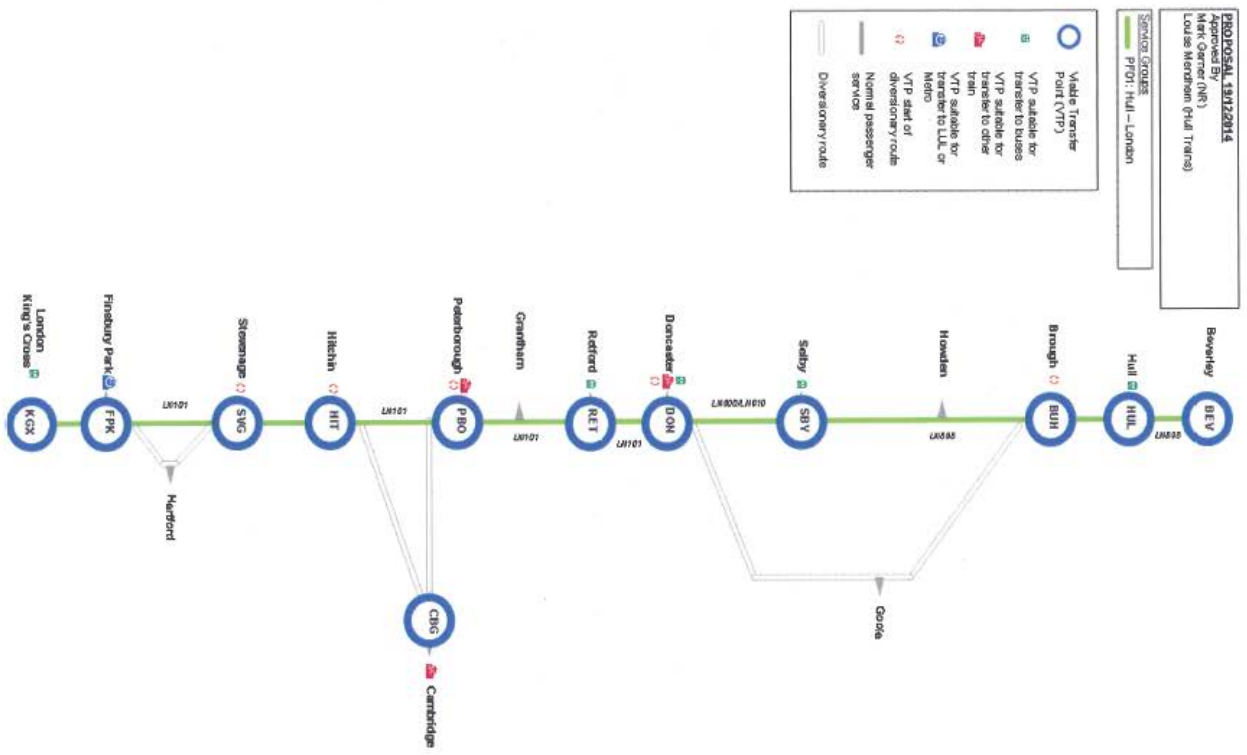 PROPOSAL 19/12/2014
Approved By
Mark Garner (NR)
Louise Mendham (Hull Trains)
Service Groups
PF01: Hull – London
Viable Transfer
Point (VTP)
VTP suitable for
transfer to buses
VTP suitable for
transfer to other
train
VTP suitable for
transfer to LUL or
Metro
VTP start of
diversionary route
Normal passenger
service
Diversionary route
Beverley
BEV
Hull
HUL
Brough
BUH
Howden
Selby
SBY
Doncaster
DON
Retford
RET
Grantham
Peterborough
PBO
Hitchin
HIT
Stevenage
SVG
Finsbury Park
FPK
London
King's Cross
KGX
Goole
CBG
Cambridge
Hertford
LN101
LN101
LN101
LN101